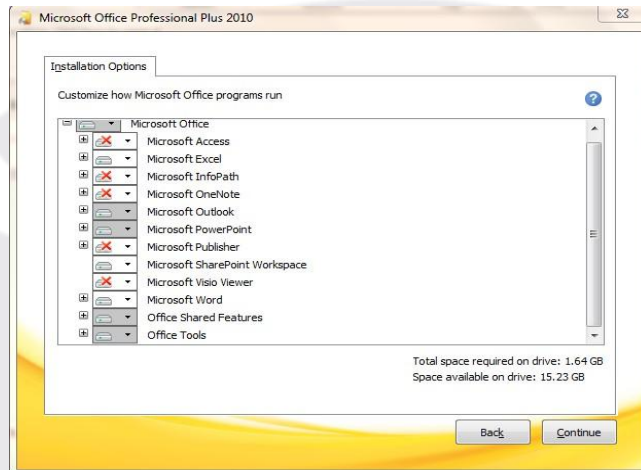 Microsoft Office Professional Plus 2010
Installation Options
Customize how Microsoft Office programs run
Microsoft Office
Microsoft Access
Microsoft Excel
Microsoft InfoPath
Microsoft OneNote
Microsoft Outlook
Microsoft PowerPoint
Microsoft Publisher
Microsoft SharePoint Workspace
Microsoft Visio Viewer
Microsoft Word
Office Shared Features
Office Tools
Total space required on drive: 1.64 GB
Space available on drive: 15.23 GB
Back Continue